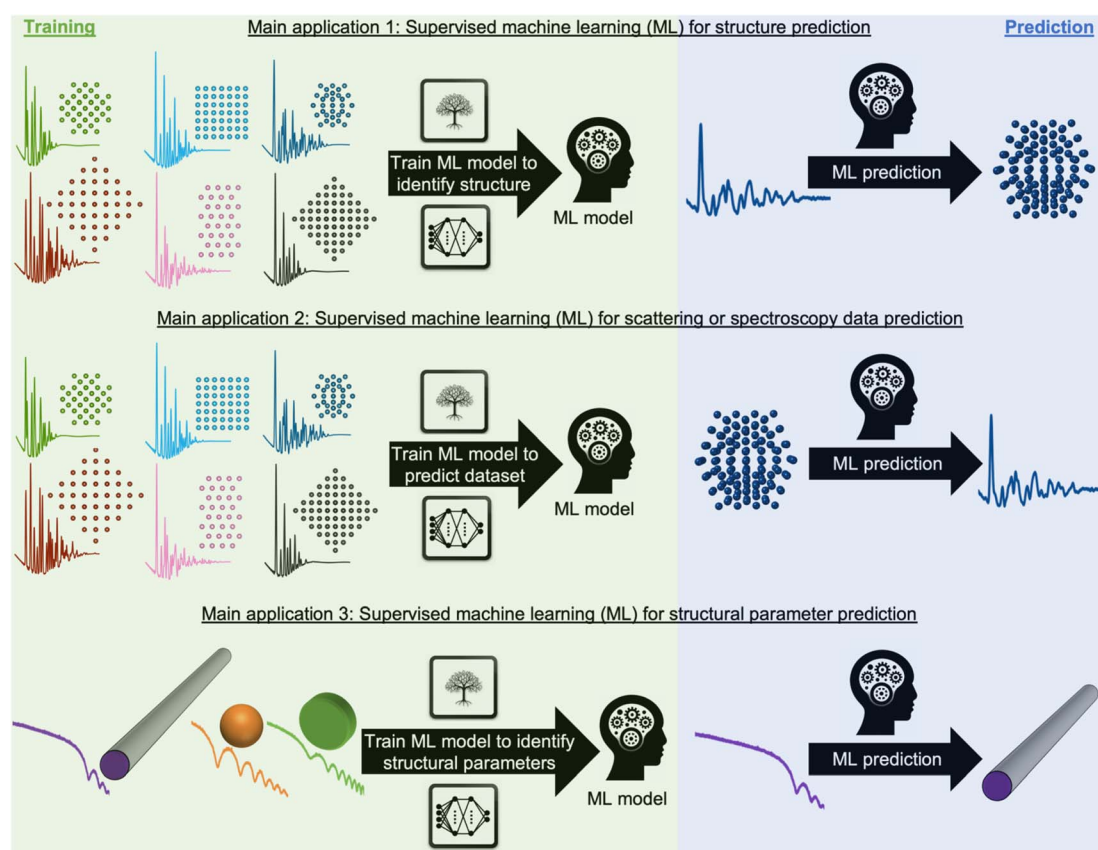 Training
Main application 1: Supervised machine learning (ML) for structure prediction
Prediction
Train ML model to
identify structure
ML model
ML prediction
Main application 2: Supervised machine learning (ML) for scattering or spectroscopy data prediction
Train ML model to
predict dataset
ML model
ML prediction
Main application 3: Supervised machine learning (ML) for structural parameter prediction
Train ML model to identify
structural parameters
ML model
ML prediction